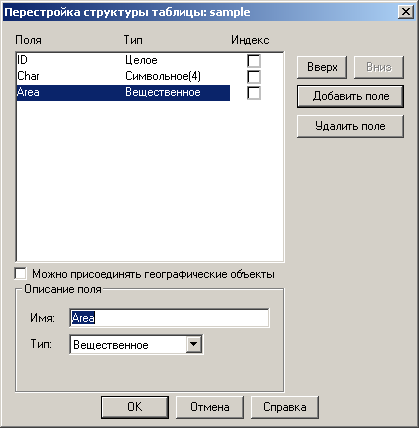 Перестройка структуры таблицы: sample
Поля Тип Индекс
ID Целое
Char Символьное(4)
Area Вещественное
Вверх Вниз
Добавить поле
Удалить поле
Можно присоединять географические объекты
Описание поля
Имя: Area
Тип: Вещественное
OK Отмена Справка